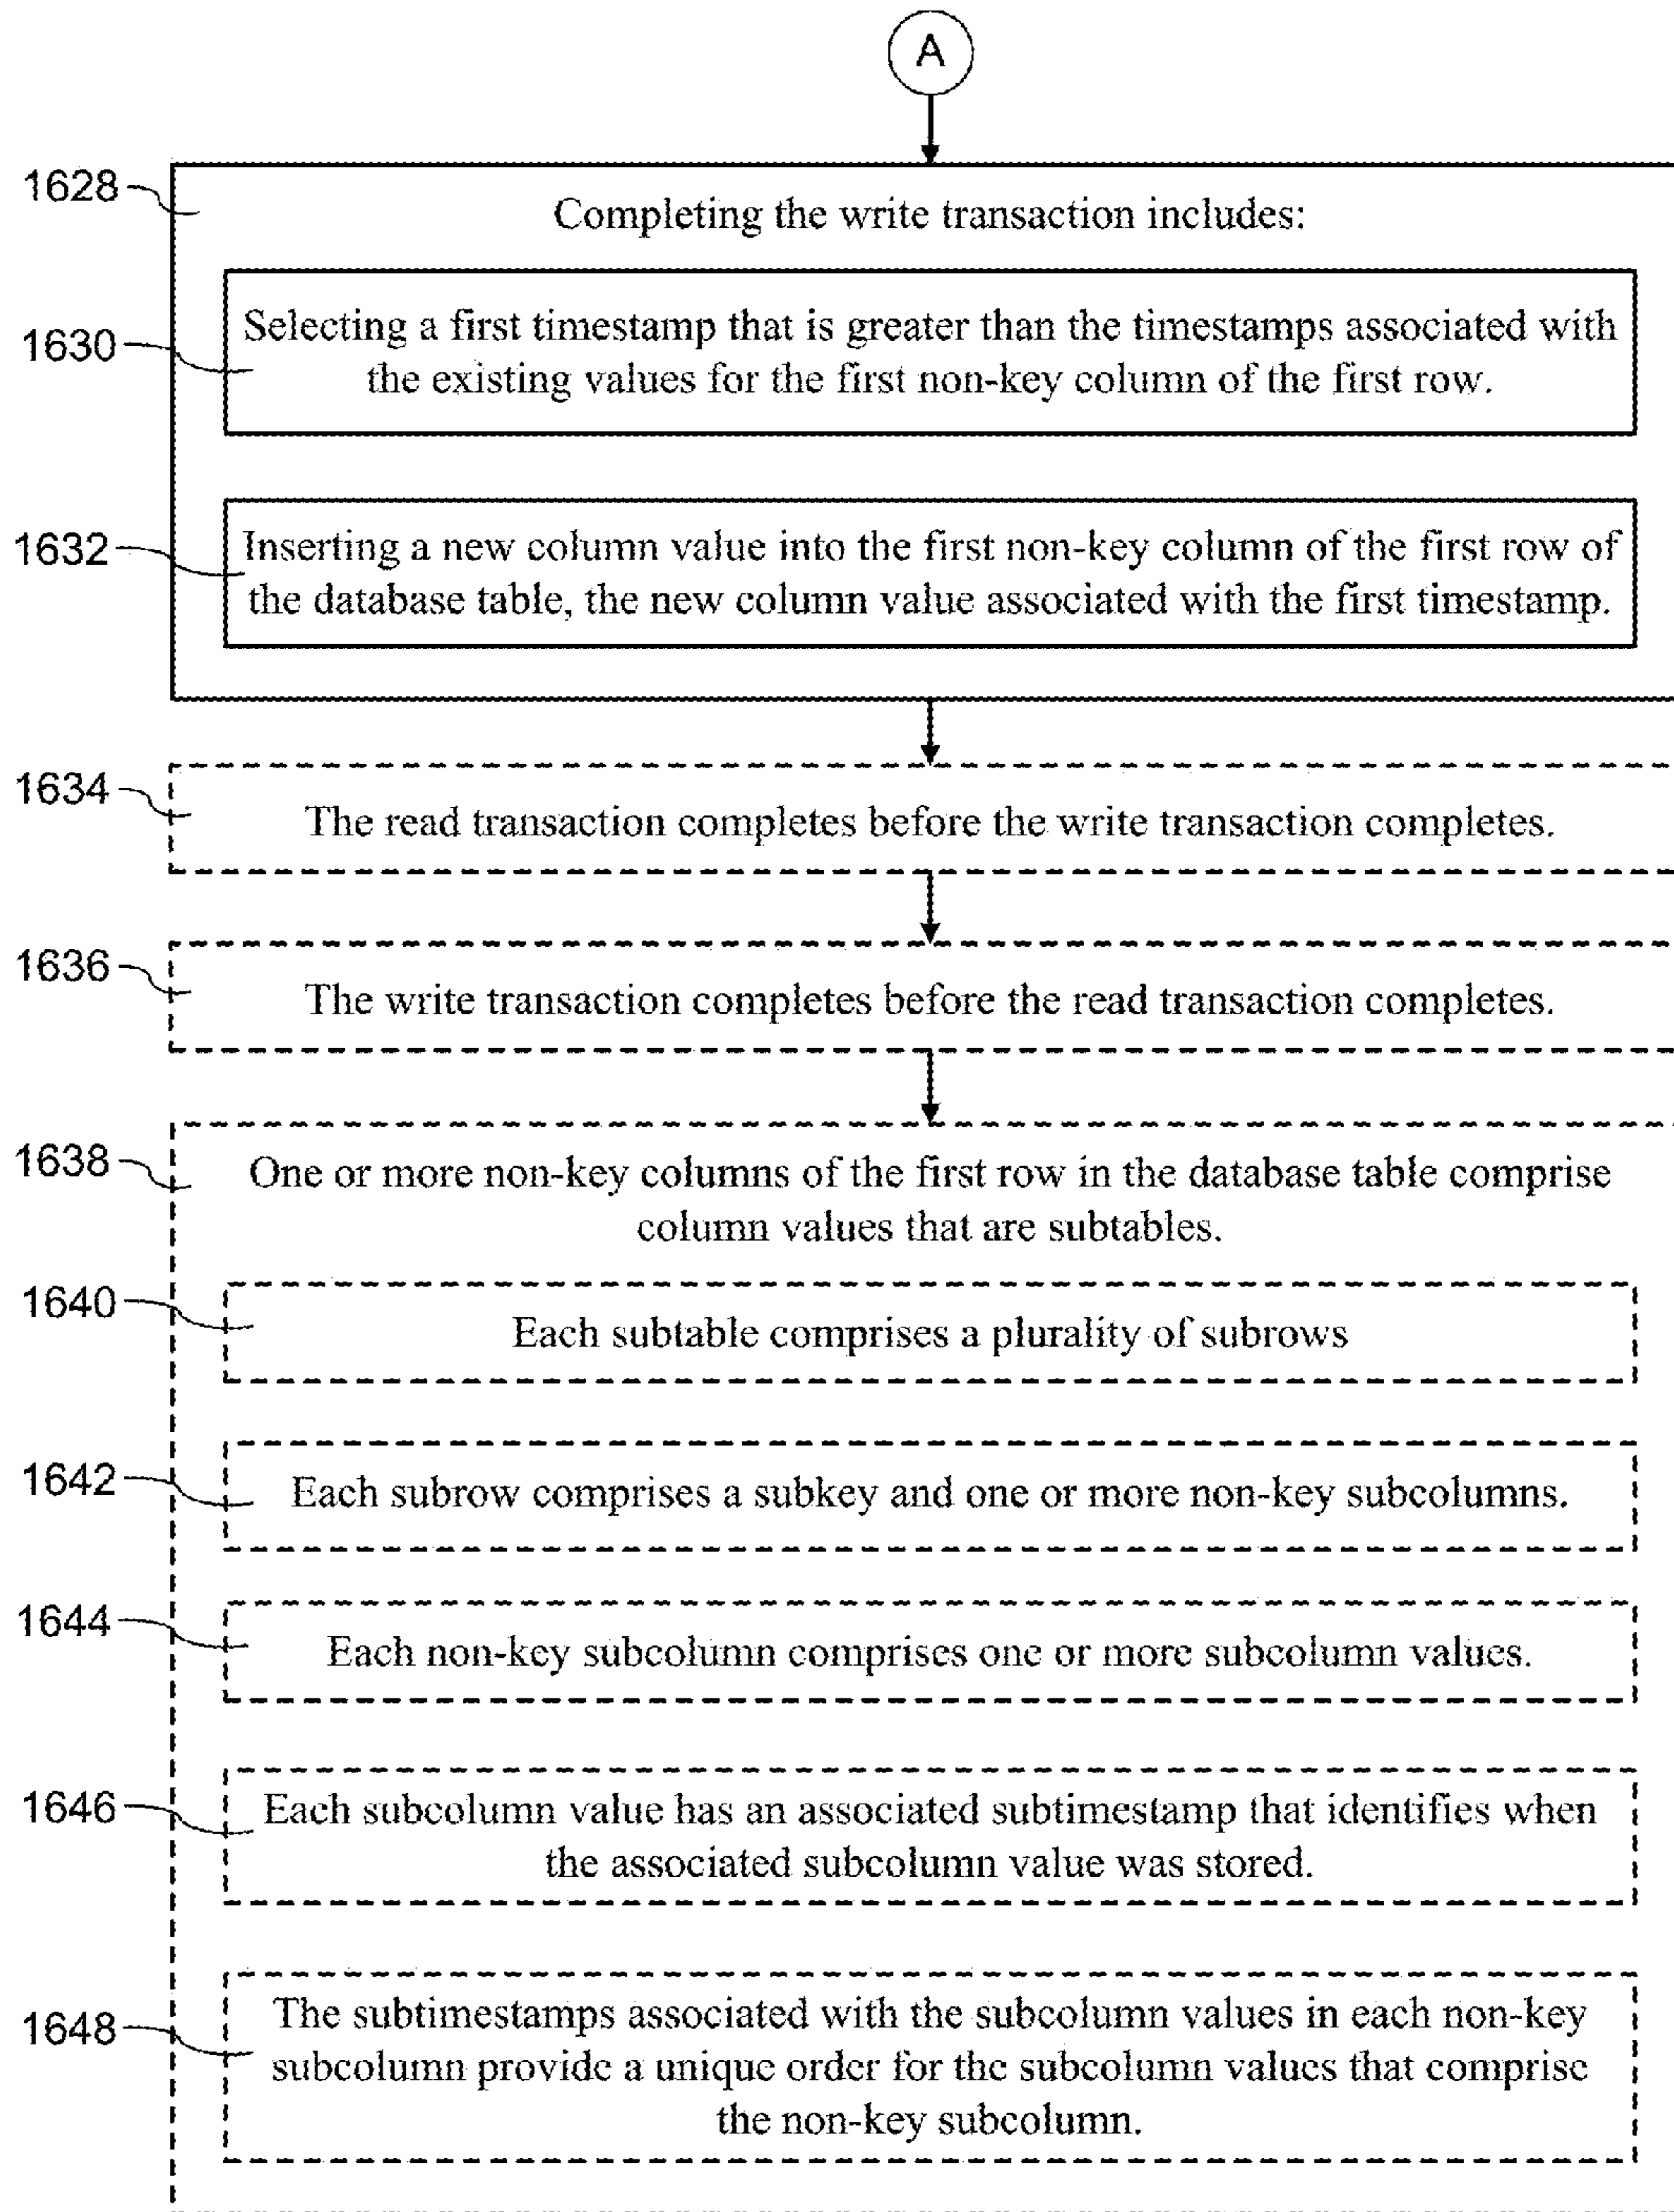 A
1628
Completing the write transaction includes:
1630
Selecting a first timestamp that is greater than the timestamps associated with
the existing values for the first non-key column of the first row.
1632
Inserting a new column value into the first non-key column of the first row of
the database table, the new column value associated with the first timestamp.
1634
The read transaction completes before the write transaction completes.
1636
The write transaction completes before the read transaction completes.
1638
One or more non-key columns of the first row in the database table comprise
column values that are subtables.
1640
Each subtable comprises a plurality of subrows
1642
Each subrow comprises a subkey and one or more non-key subcolumns.
1644
Each non-key subcolumn comprises one or more subcolumn values.
1646
Each subcolumn value has an associated subtimestamp that identifies when
the associated subcolumn value was stored.
1648
The subtimestamps associated with the subcolumn values in each non-key
subcolumn provide a unique order for the subcolumn values that comprise
the non-key subcolumn.